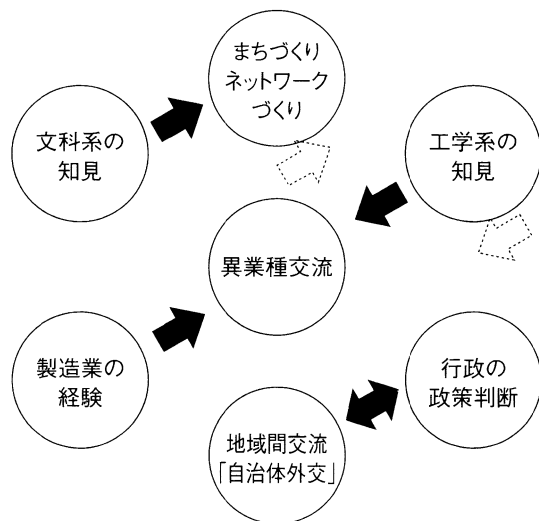 まちづくり
ネットワーク
づくり
文科系の
知見
工学系の
知見
異業種交流
製造業の
経験
行政の
政策判断
地域間交流
「自治体外交」